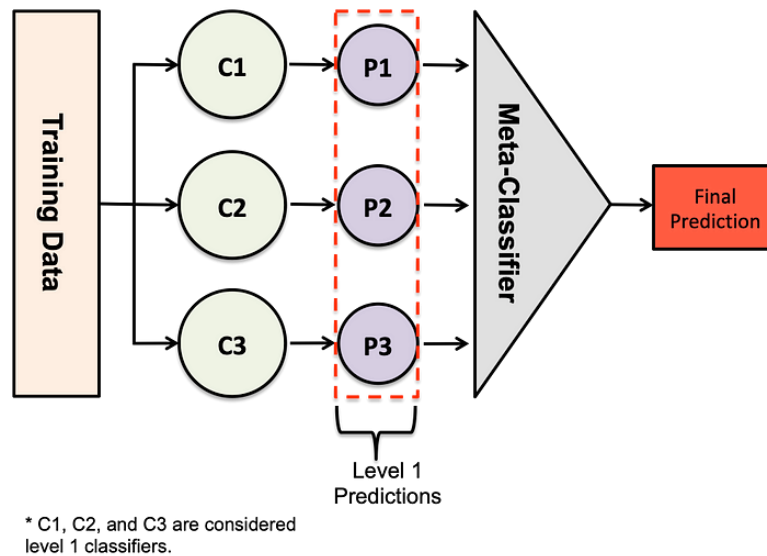 Training Data
C1
P1
C2
P2
C3
P3
Meta-Classifier
Final
Prediction
Level 1
Predictions
* C1, C2, and C3 are considered
level 1 classifiers.